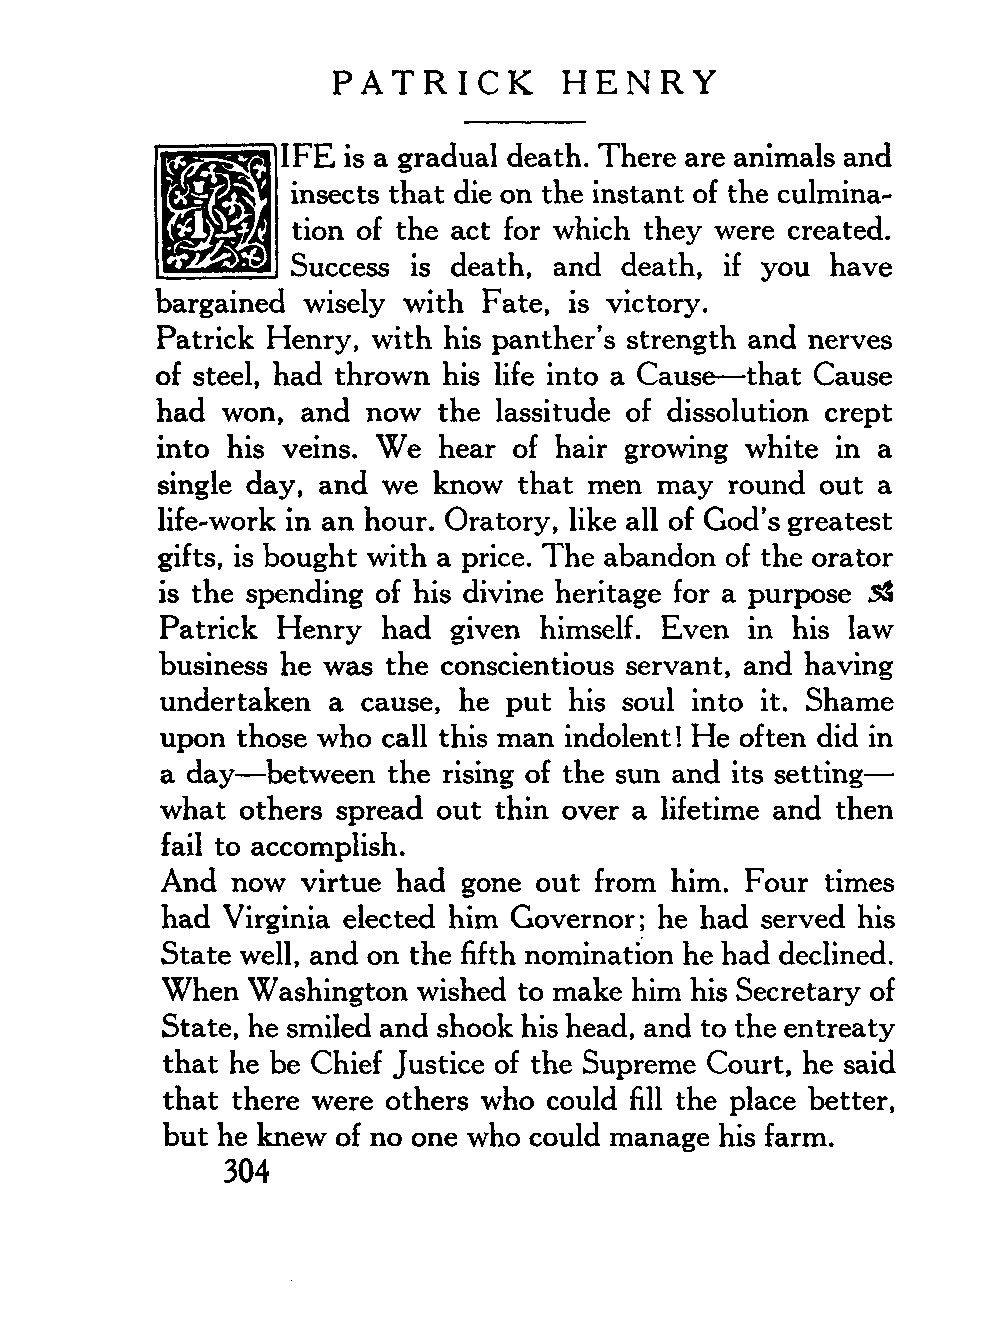 PATRICK HENRY
LIFE is a gradual death. There are animals and
insects that die on the instant of the culmina-
tion of the act for which they were created.
Success is death, and death, if you have
bargained wisely with Fate, is victory.
Patrick Henry, with his panther's strength and nerves
of steel, had thrown his life into a Cause—that Cause
had won, and now the lassitude of dissolution crept
into his veins. We hear of hair growing white in a
single day, and we know that men may round out a
life-work in an hour. Oratory, like all of God's greatest
gifts, is bought with a price. The abandon of the orator
is the spending of his divine heritage for a purpose
Patrick Henry had given himself. Even in his law
business he was the conscientious servant, and having
undertaken a cause, he put his soul into it. Shame
upon those who call this man indolent! He often did in
a day—between the rising of the sun and its setting—
what others spread out thin over a lifetime and then
fail to accomplish.
And now virtue had gone out from him. Four times
had Virginia elected him Governor; he had served his
State well, and on the fifth nomination he had declined.
When Washington wished to make him his Secretary of
State, he smiled and shook his head, and to the entreaty
that he be Chief Justice of the Supreme Court, he said
that there were others who could fill the place better,
but he knew of no one who could manage his farm.
304